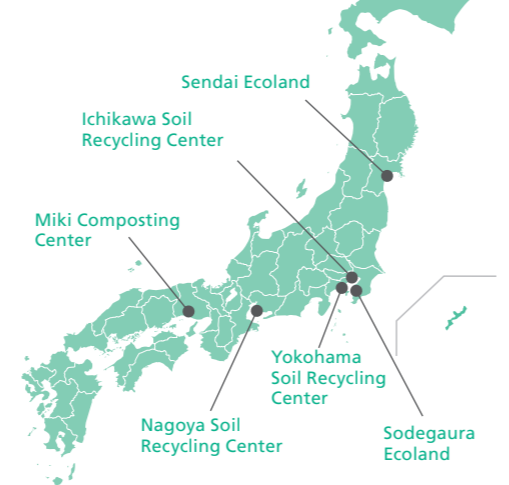 Sendai Ecoland
Ichikawa Soil
Recycling Center
Miki Composting
Center
Yokohama
Soil Recycling
Center
Nagoya Soil
Recycling Center
Sodegaura
Ecoland